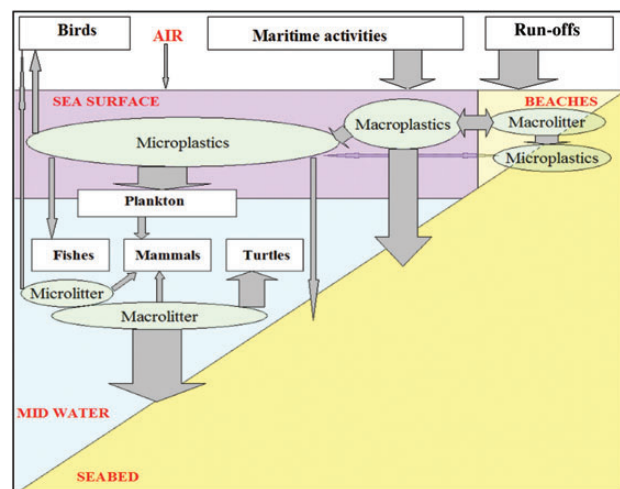 Birds
AIR
Maritime activities
Run-offs
SEA SURFACE
BEACHES
Macroplastics
Macrolitter
Microplastics
Microplastics
Plankton
Fishes
Mammals
Turtles
Microlitter
Macrolitter
MID WATER
SEABED